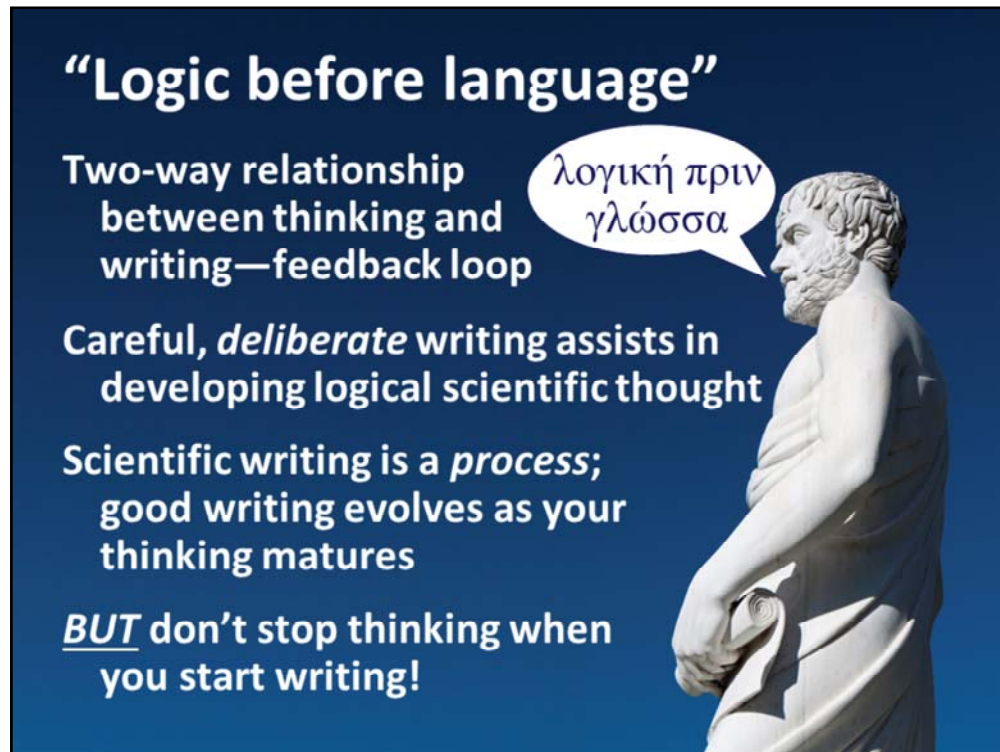 “Logic before language”
Two-way relationship
between thinking and
writing—feedback loop
λογική πριν
γλώσσα
Careful, deliberate writing assists in
developing logical scientific thought
Scientific writing is a process;
good writing evolves as your
thinking matures
BUT don’t stop thinking when
you start writing!